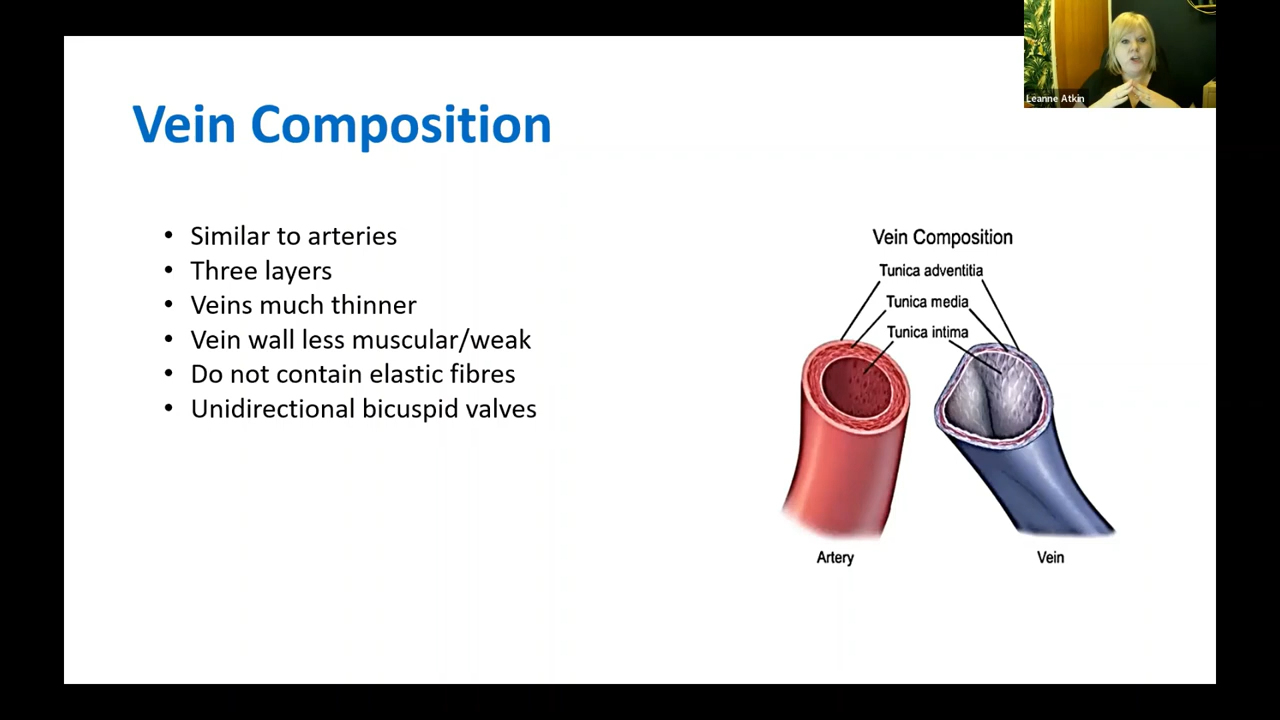 Leanne Atkin
Vein Composition
• Similar to arteries
• Three layers
• Veins much thinner
• Vein wall less muscular/weak
• Do not contain elastic fibres
• Unidirectional bicuspid valves
Vein Composition
Tunica adventitia
Tunica media
Tunica intima
Artery
Vein